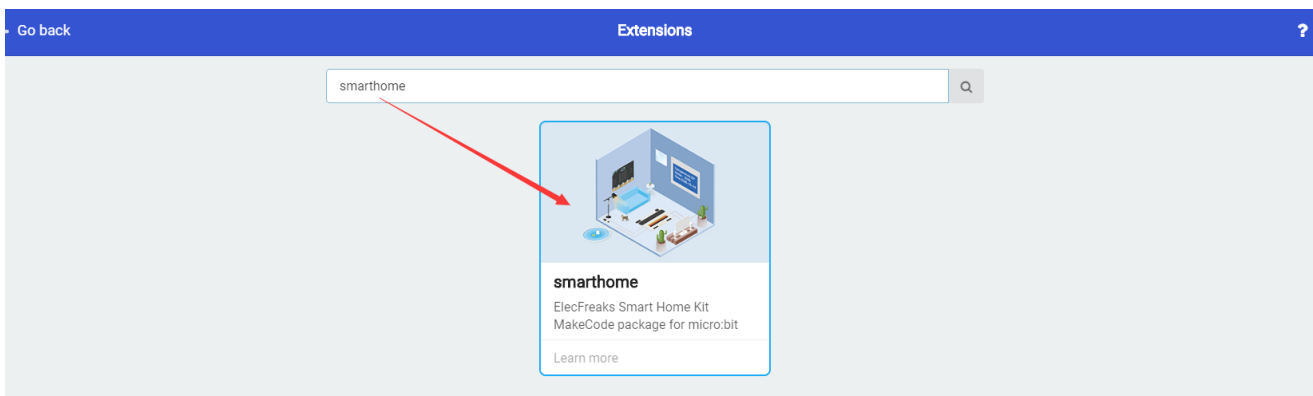 Go back
Extensions
?
smarthome
smarthome
ElecFreaks Smart Home Kit
MakeCode package for micro:bit
Learn more